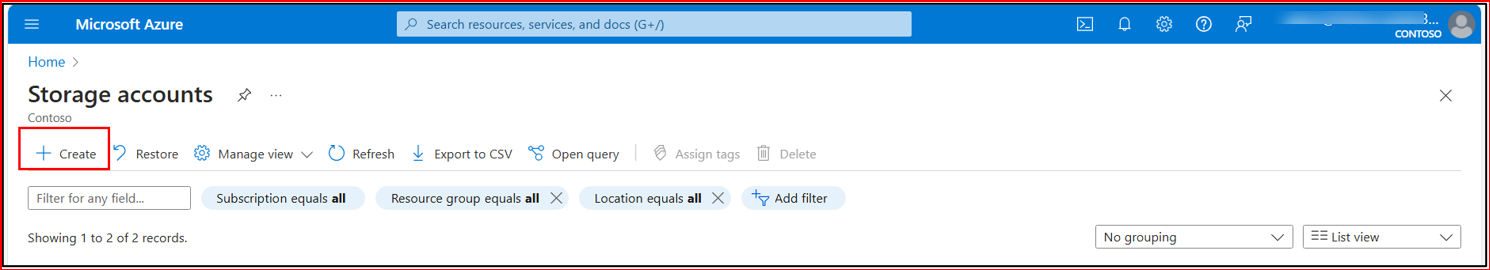 Microsoft Azure
Search resources, services, and docs (G+/)
CONTOSO
Home
Storage accounts
Contoso
Create Restore Manage view Refresh Export to CSV Open query Assign tags Delete
Filter for any field... Subscription equals all Resource group equals all Location equals all Add filter
Showing 1 to 2 of 2 records. No grouping List view